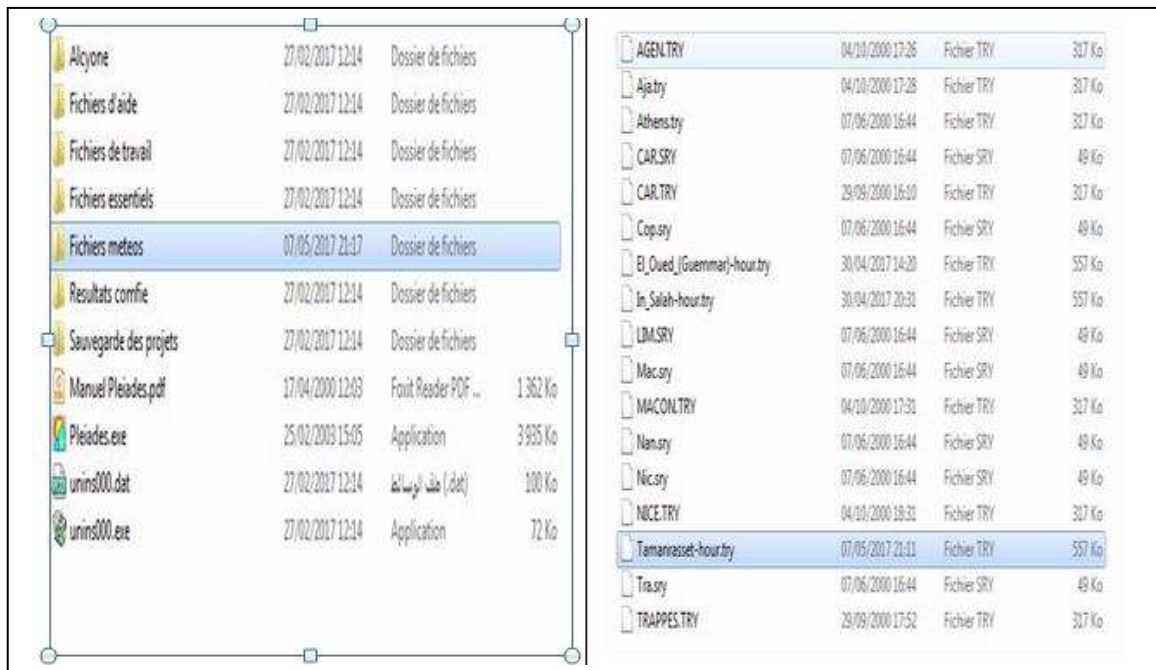 Alcyone 27/02/2017 12:14 Dossier de fichiers
Fichiers d'aide 27/02/2017 12:14 Dossier de fichiers
Fichiers de travail 27/02/2017 12:14 Dossier de fichiers
Fichiers essentiels 27/02/2017 12:14 Dossier de fichiers
Fichiers meteos 07/05/2017 21:17 Dossier de fichiers
Resultats comfie 27/02/2017 12:14 Dossier de fichiers
Sauvegarde des projets 27/02/2017 12:14 Dossier de fichiers
Manuel Pleiades.pdf 17/04/2000 12:03 Foxit Reader PDF ... 1 362 Ko
Pleiades.exe 25/02/2003 15:05 Application 3 935 Ko
unins000.dat 27/02/2017 12:14 ملف الوسائط (.dat) 100 Ko
unins000.exe 27/02/2017 12:14 Application 72 Ko
AGEN.TRY 04/10/2000 17:26 Fichier TRY 317 Ko
Aja.try 04/10/2000 17:28 Fichier TRY 317 Ko
Athens.try 07/06/2000 16:44 Fichier TRY 317 Ko
CAR.SRY 07/06/2000 16:44 Fichier SRY 49 Ko
CAR.TRY 29/09/2000 16:10 Fichier TRY 317 Ko
Cop.sry 07/06/2000 16:44 Fichier SRY 49 Ko
El_Oued_(Guemmar)-hour.try 30/04/2017 14:20 Fichier TRY 557 Ko
In_Salah-hour.try 30/04/2017 20:31 Fichier TRY 557 Ko
LIM.SRY 07/06/2000 16:44 Fichier SRY 49 Ko
Mac.sry 07/06/2000 16:44 Fichier SRY 49 Ko
MACON.TRY 04/10/2000 17:31 Fichier TRY 317 Ko
Nan.sry 07/06/2000 16:44 Fichier SRY 49 Ko
Nic.sry 07/06/2000 16:44 Fichier SRY 49 Ko
NICE.TRY 04/10/2000 18:31 Fichier TRY 317 Ko
Tamanrasset-hour.try 07/05/2017 21:11 Fichier TRY 557 Ko
Tra.sry 07/06/2000 16:44 Fichier SRY 49 Ko
TRAPPES.TRY 29/09/2000 17:52 Fichier TRY 317 Ko